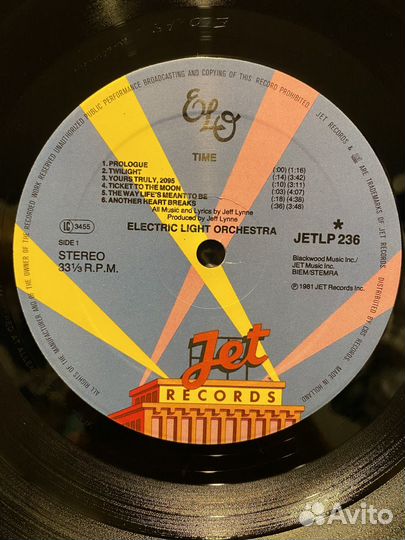 ALL RIGHTS OF THE MANUFACTURER AND OF THE OWNER OF THE RECORDED WORK RESERVED UNAUTHORIZED PUBLIC PERFORMANCE BROADCASTING AND COPYING OF THIS RECORD PROHIBITED
JET RECORDS & ARE TRADEMARKS OF JET RECORDS. DISTRIBUTED BY CBS RECORDS MADE IN HOLLAND
ELO
TIME
1. PROLOGUE (:00) (1:16)
2. TWILIGHT (:14) (3:42)
3. YOURS TRULY, 2095 (:10) (3:11)
4. TICKET TO THE MOON (:03) (4:07)
5. THE WAY LIFE'S MEANT TO BE (:18) (4:38)
6. ANOTHER HEART BREAKS (:36) (3:48)
All Music and Lyrics by Jeff Lynne
Produced by Jeff Lynne
ELECTRIC LIGHT ORCHESTRA
LC 3455
SIDE 1
STEREO
33⅓ R.P.M.
*
JETLP 236
Blackwood Music Inc./
JET Music Inc.
BIEM/STEMRA
℗ 1981 JET Records Inc.
Jet
RECORDS
Avito